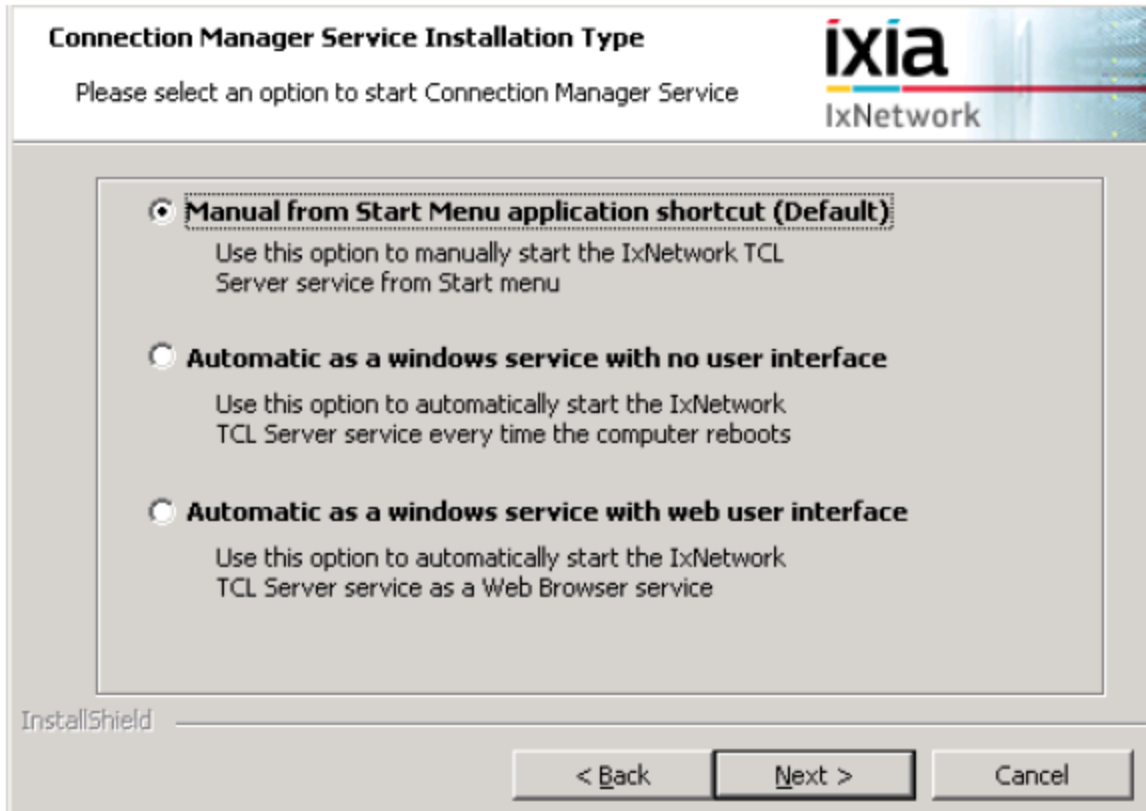 Connection Manager Service Installation Type
Please select an option to start Connection Manager Service
ixia
IxNetwork
Manual from Start Menu application shortcut (Default)
Use this option to manually start the IxNetwork TCL
Server service from Start menu
Automatic as a windows service with no user interface
Use this option to automatically start the IxNetwork
TCL Server service every time the computer reboots
Automatic as a windows service with web user interface
Use this option to automatically start the IxNetwork
TCL Server service as a Web Browser service
InstallShield
< Back
Next >
Cancel